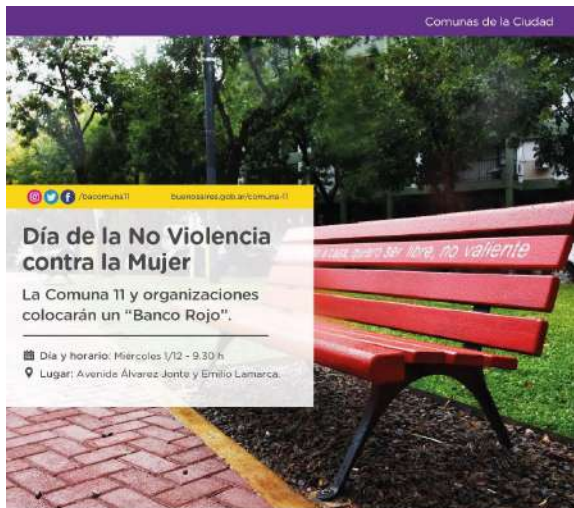 Comunas de la Ciudad
/bacomuna11
buenosaires.gob.ar/comuna-11
Día de la No Violencia
contra la Mujer
La Comuna 11 y organizaciones
colocarán un “Banco Rojo”.
Día y horario: Miércoles 1/12 - 9.30 h
Lugar: Avenida Álvarez Jonte y Emilio Lamarca.
a casa, quiero ser libre, no valiente